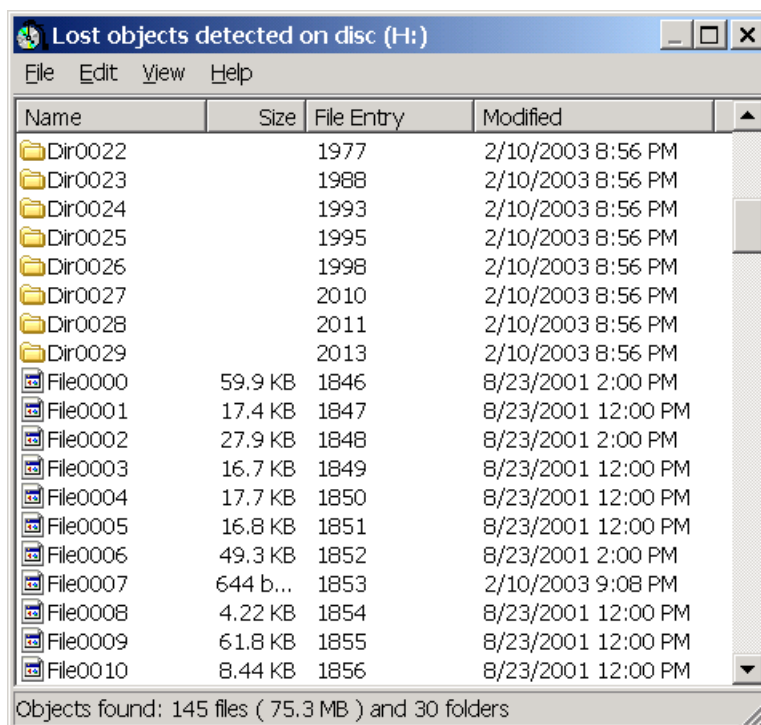 Lost objects detected on disc (H:)
File Edit View Help
Name Size File Entry Modified
Dir0022 1977 2/10/2003 8:56 PM
Dir0023 1988 2/10/2003 8:56 PM
Dir0024 1993 2/10/2003 8:56 PM
Dir0025 1995 2/10/2003 8:56 PM
Dir0026 1998 2/10/2003 8:56 PM
Dir0027 2010 2/10/2003 8:56 PM
Dir0028 2011 2/10/2003 8:56 PM
Dir0029 2013 2/10/2003 8:56 PM
File0000 59.9 KB 1846 8/23/2001 2:00 PM
File0001 17.4 KB 1847 8/23/2001 12:00 PM
File0002 27.9 KB 1848 8/23/2001 2:00 PM
File0003 16.7 KB 1849 8/23/2001 12:00 PM
File0004 17.7 KB 1850 8/23/2001 12:00 PM
File0005 16.8 KB 1851 8/23/2001 12:00 PM
File0006 49.3 KB 1852 8/23/2001 2:00 PM
File0007 644 b... 1853 2/10/2003 9:08 PM
File0008 4.22 KB 1854 8/23/2001 12:00 PM
File0009 61.8 KB 1855 8/23/2001 12:00 PM
File0010 8.44 KB 1856 8/23/2001 12:00 PM
Objects found: 145 files ( 75.3 MB ) and 30 folders